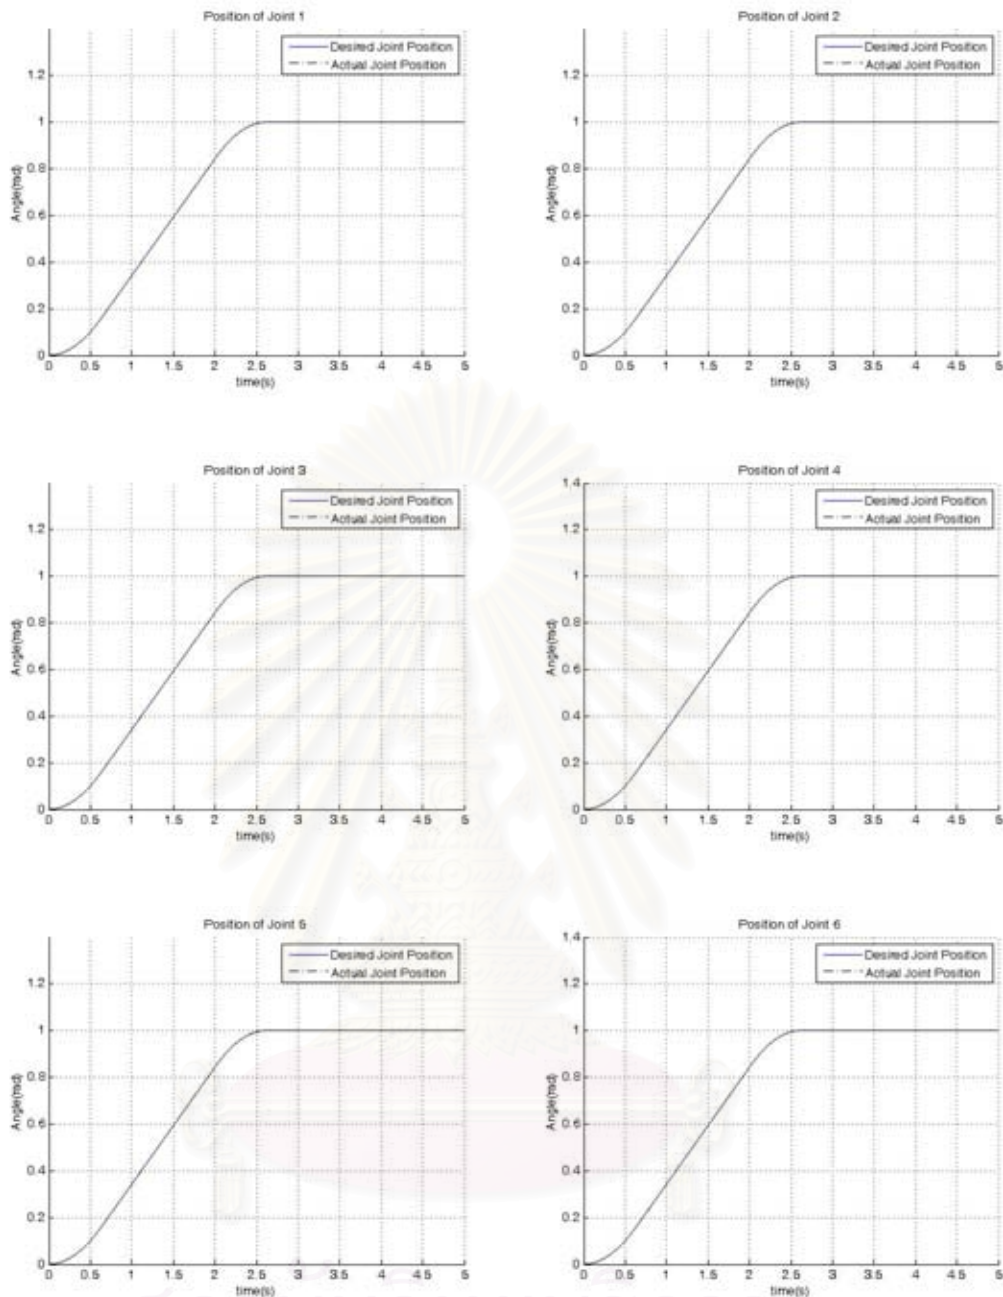 Position of Joint 1
Desired Joint Position
Actual Joint Position
Angle(rad)
1.2
1
0.8
0.6
0.4
0.2
0
0 0.5 1 1.5 2 2.5 3 3.5 4 4.5 5
time(s)
Position of Joint 2
Desired Joint Position
Actual Joint Position
Angle(rad)
1.2
1
0.8
0.6
0.4
0.2
0
0 0.5 1 1.5 2 2.5 3 3.5 4 4.5 5
time(s)
Position of Joint 3
Desired Joint Position
Actual Joint Position
Angle(rad)
1.2
1
0.8
0.6
0.4
0.2
0
0 0.5 1 1.5 2 2.5 3 3.5 4 4.5 5
time(s)
Position of Joint 4
Desired Joint Position
Actual Joint Position
Angle(rad)
1.4
1.2
1
0.8
0.6
0.4
0.2
0
0 0.5 1 1.5 2 2.5 3 3.5 4 4.5 5
time(s)
Position of Joint 5
Desired Joint Position
Actual Joint Position
Angle(rad)
1.2
1
0.8
0.6
0.4
0.2
0
0 0.5 1 1.5 2 2.5 3 3.5 4 4.5 5
time(s)
Position of Joint 6
Desired Joint Position
Actual Joint Position
Angle(rad)
1.4
1.2
1
0.8
0.6
0.4
0.2
0
0 0.5 1 1.5 2 2.5 3 3.5 4 4.5 5
time(s)